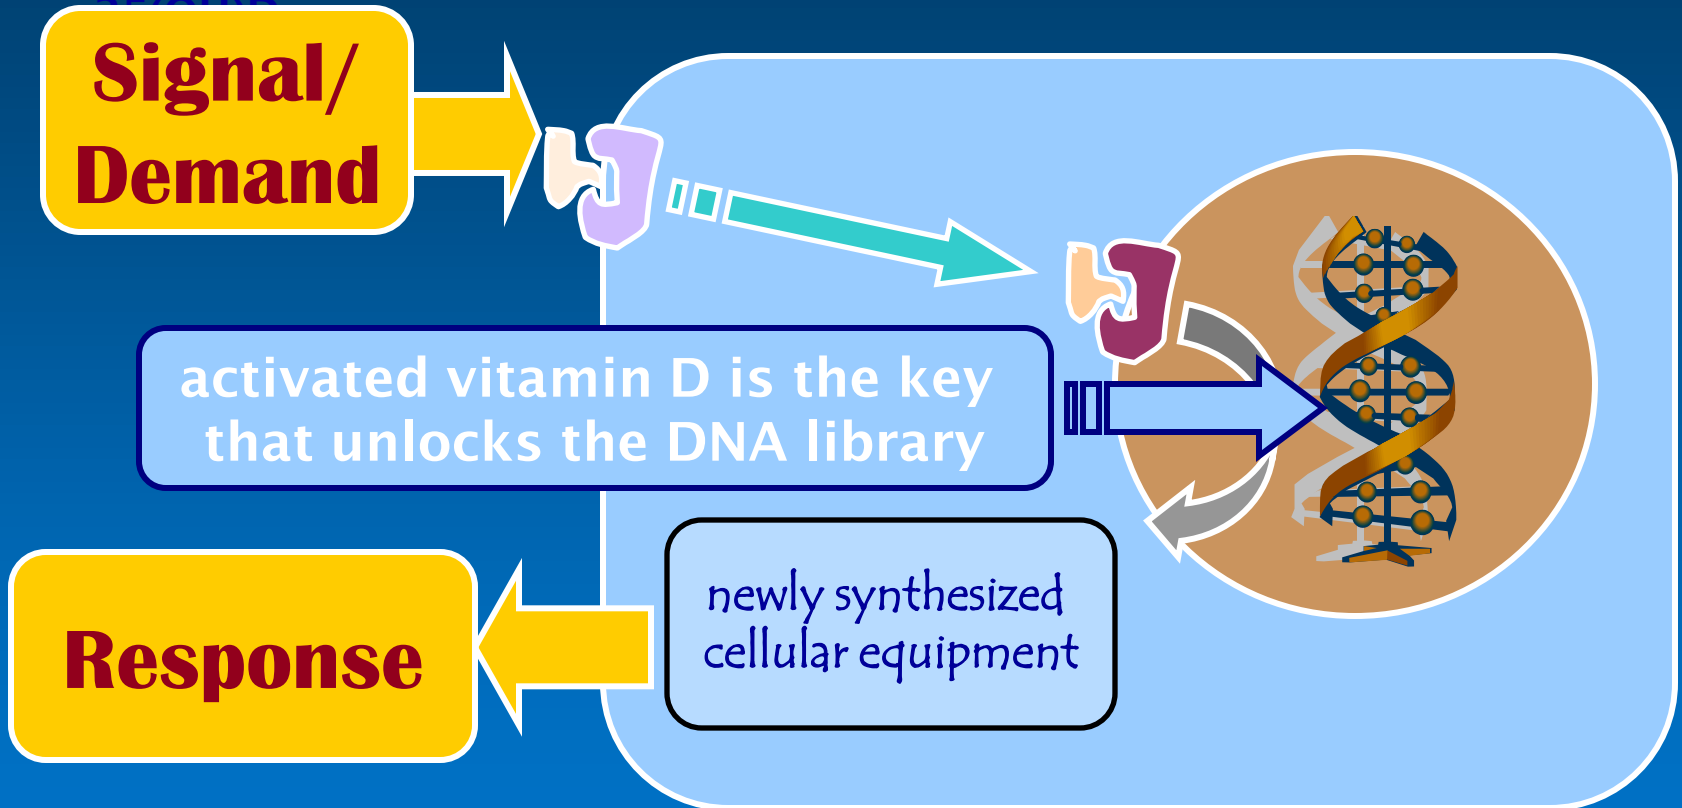 Signal/
Demand
activated vitamin D is the key
that unlocks the DNA library
newly synthesized
cellular equipment
Response